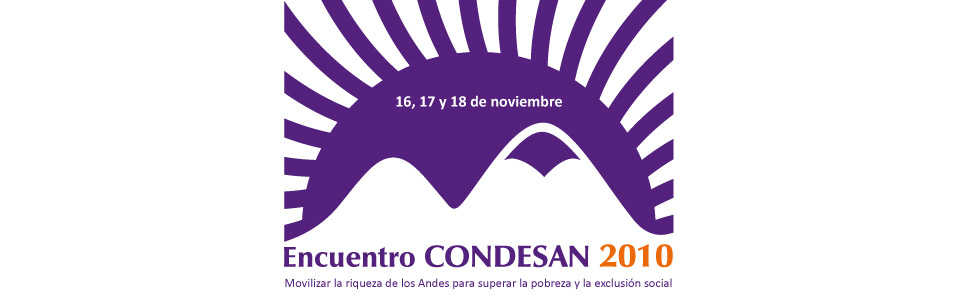 16, 17 y 18 de noviembre
Encuentro CONDESAN 2010
Movilizar la riqueza de los Andes para superar la pobreza y la exclusión social